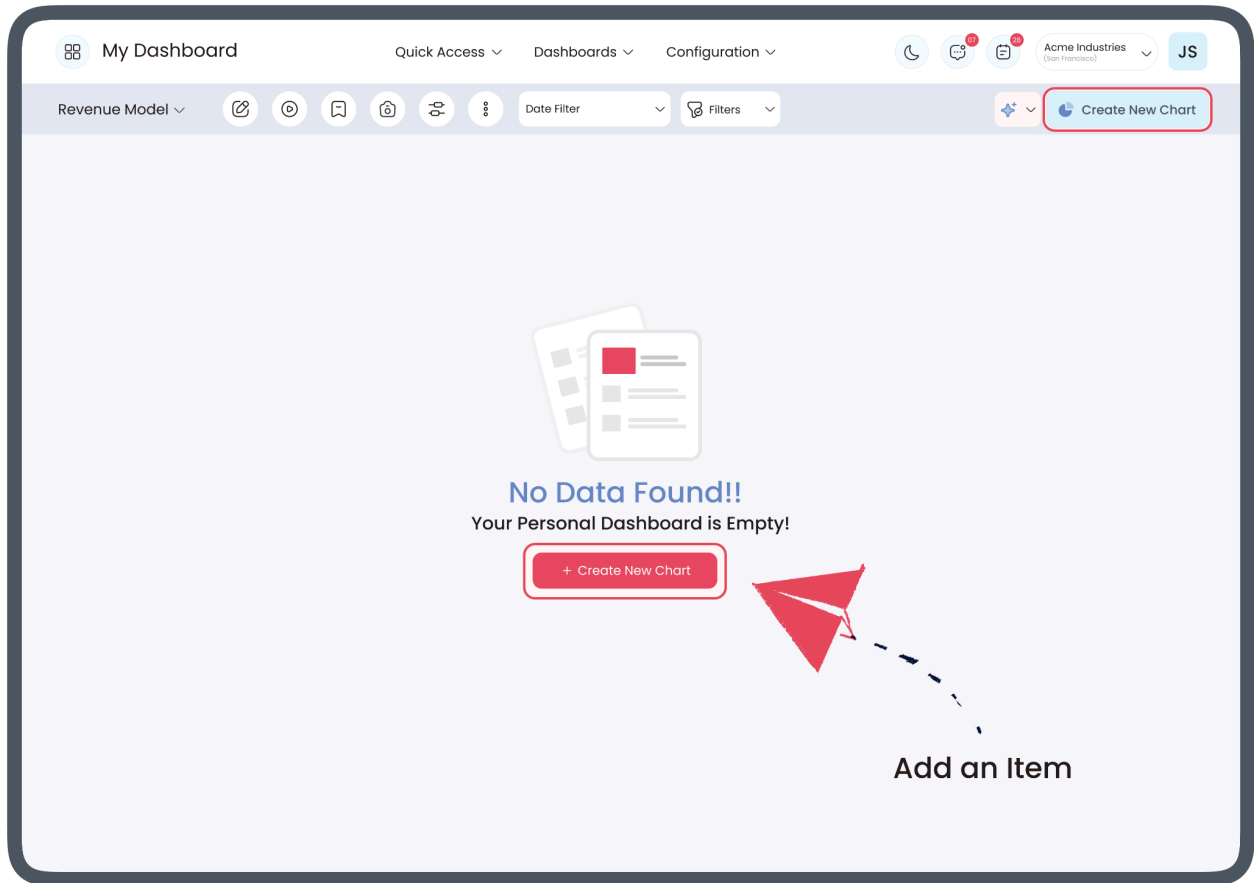 My Dashboard
Quick Access
Dashboards
Configuration
07
28
Acme Industries
(San Francisco)
JS
Revenue Model
Date Filter
Filters
Create New Chart
No Data Found!!
Your Personal Dashboard is Empty!
+ Create New Chart
Add an Item